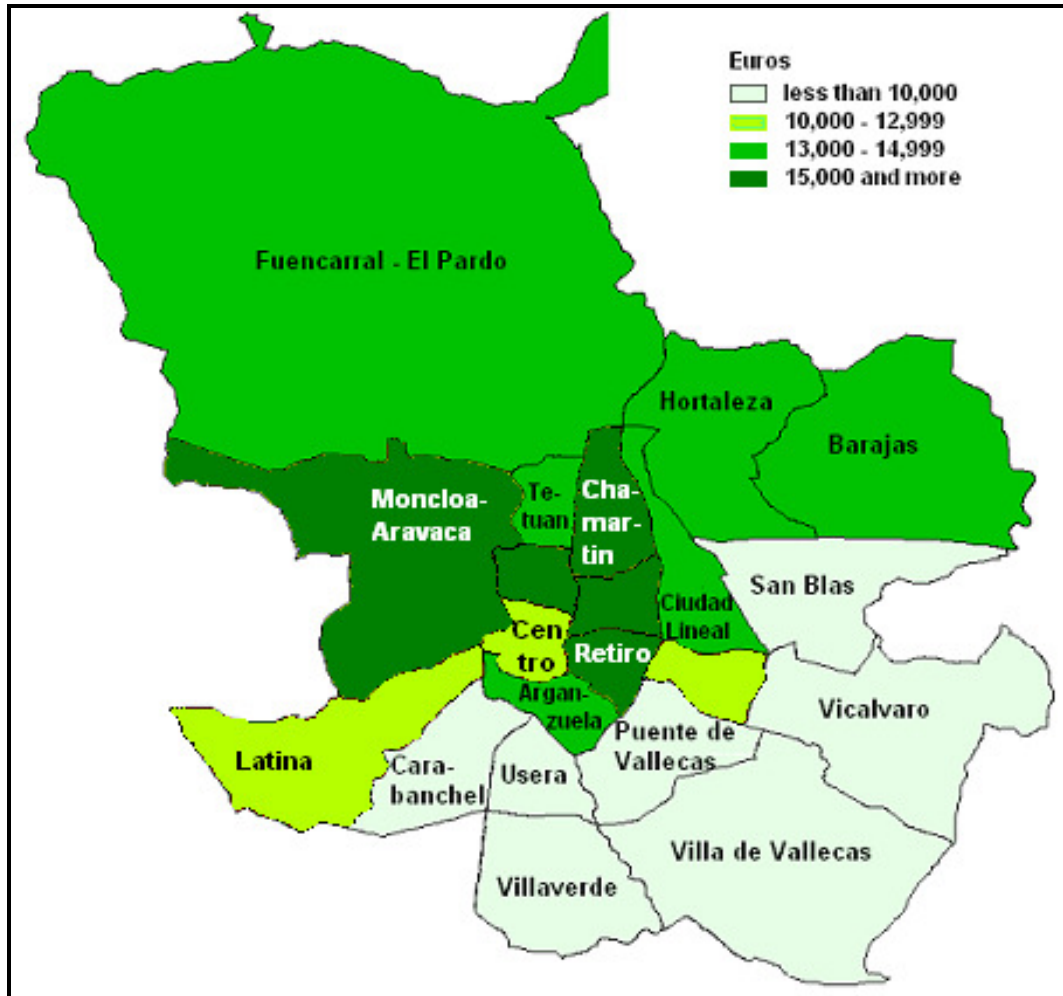 Euros
less than 10,000
10,000 - 12,999
13,000 - 14,999
15,000 and more
Fuencarral - El Pardo
Hortaleza
Barajas
Moncloa-
Aravaca
Te-
tuan
Cha-
mar-
tin
San Blas
Ciudad
Lineal
Cen
tro
Retiro
Argan-
zuela
Vicalvaro
Puente de
Vallecas
Latina
Cara-
banchel
Usera
Villa de Vallecas
Villaverde